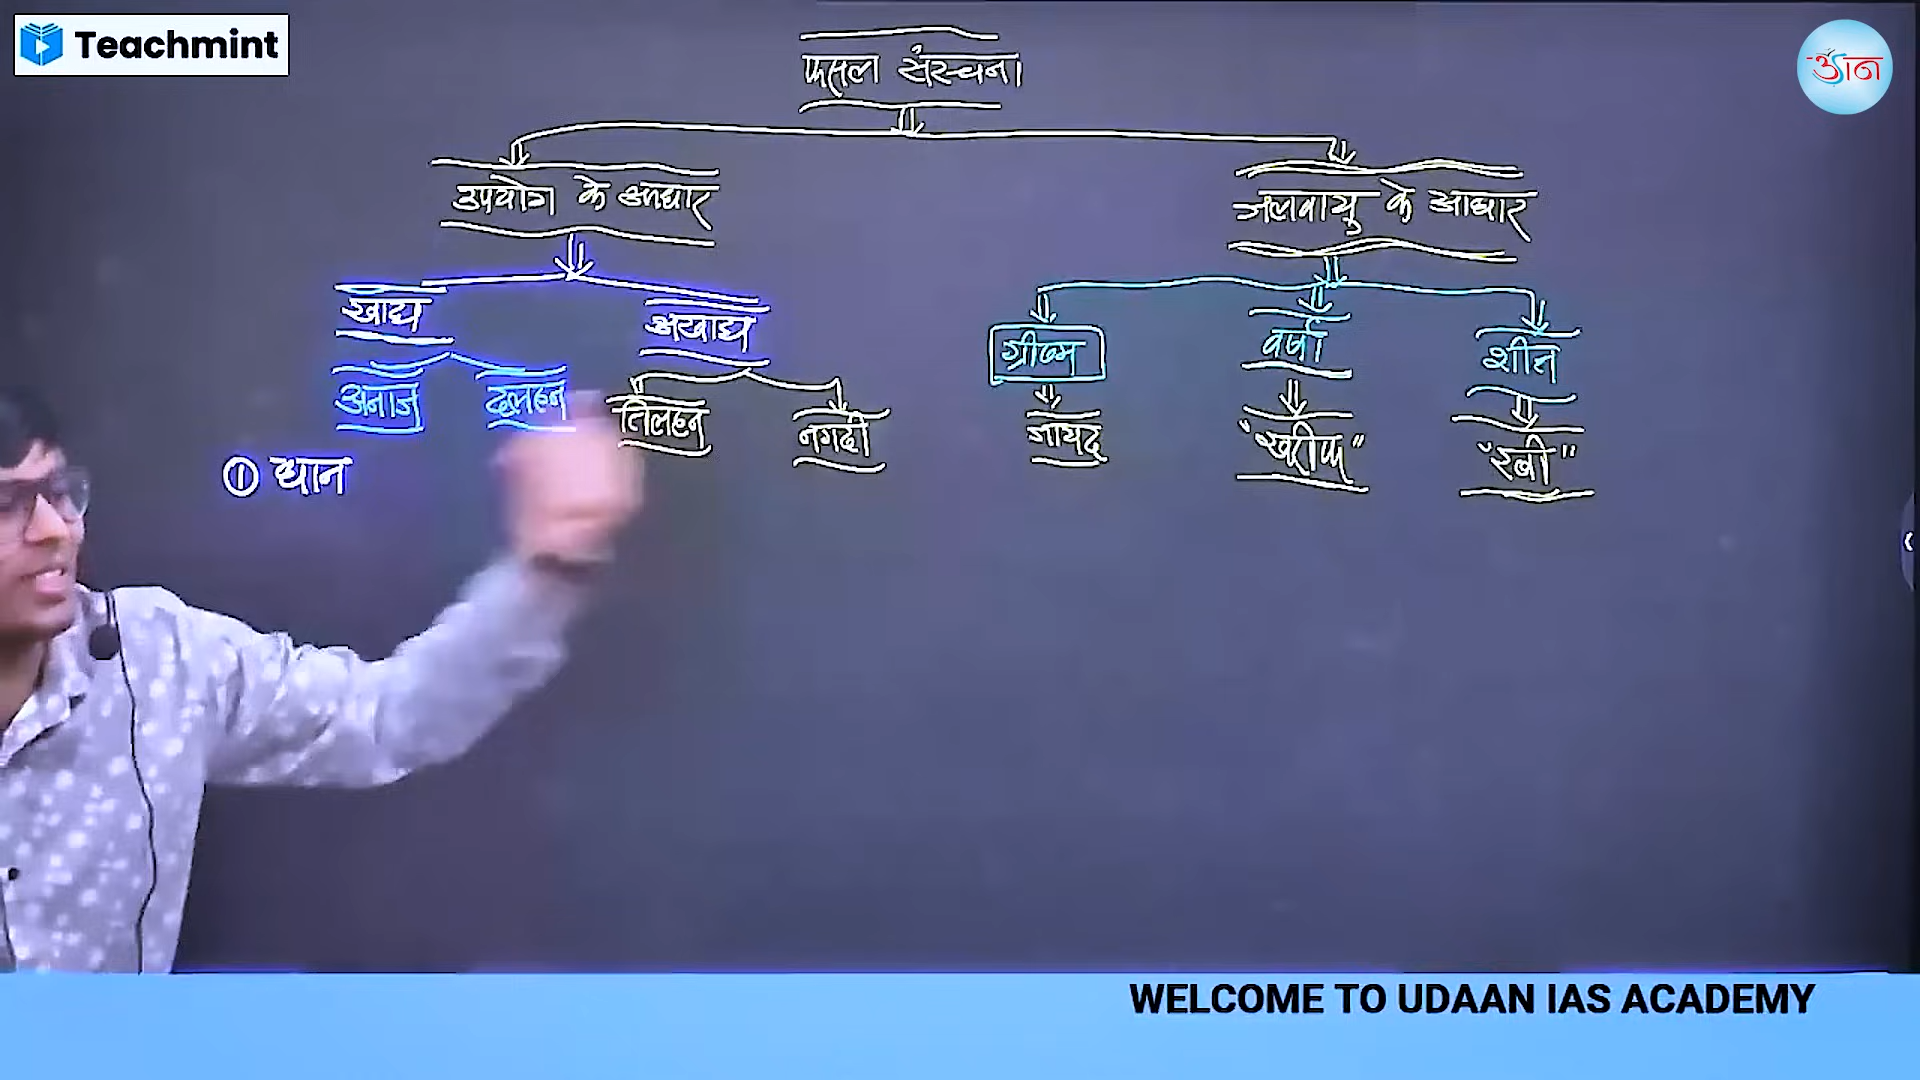 Teachmint
उडान
फसल संरचना
उपयोग के आधार
जलवायु के आधार
खाद्य
अखाद्य
ग्रीष्म
वर्षा
शीत
अनाज
दलहन
तिलहन
नगदी
जायद
"खरीफ"
"रबी"
① धान
WELCOME TO UDAAN IAS ACADEMY